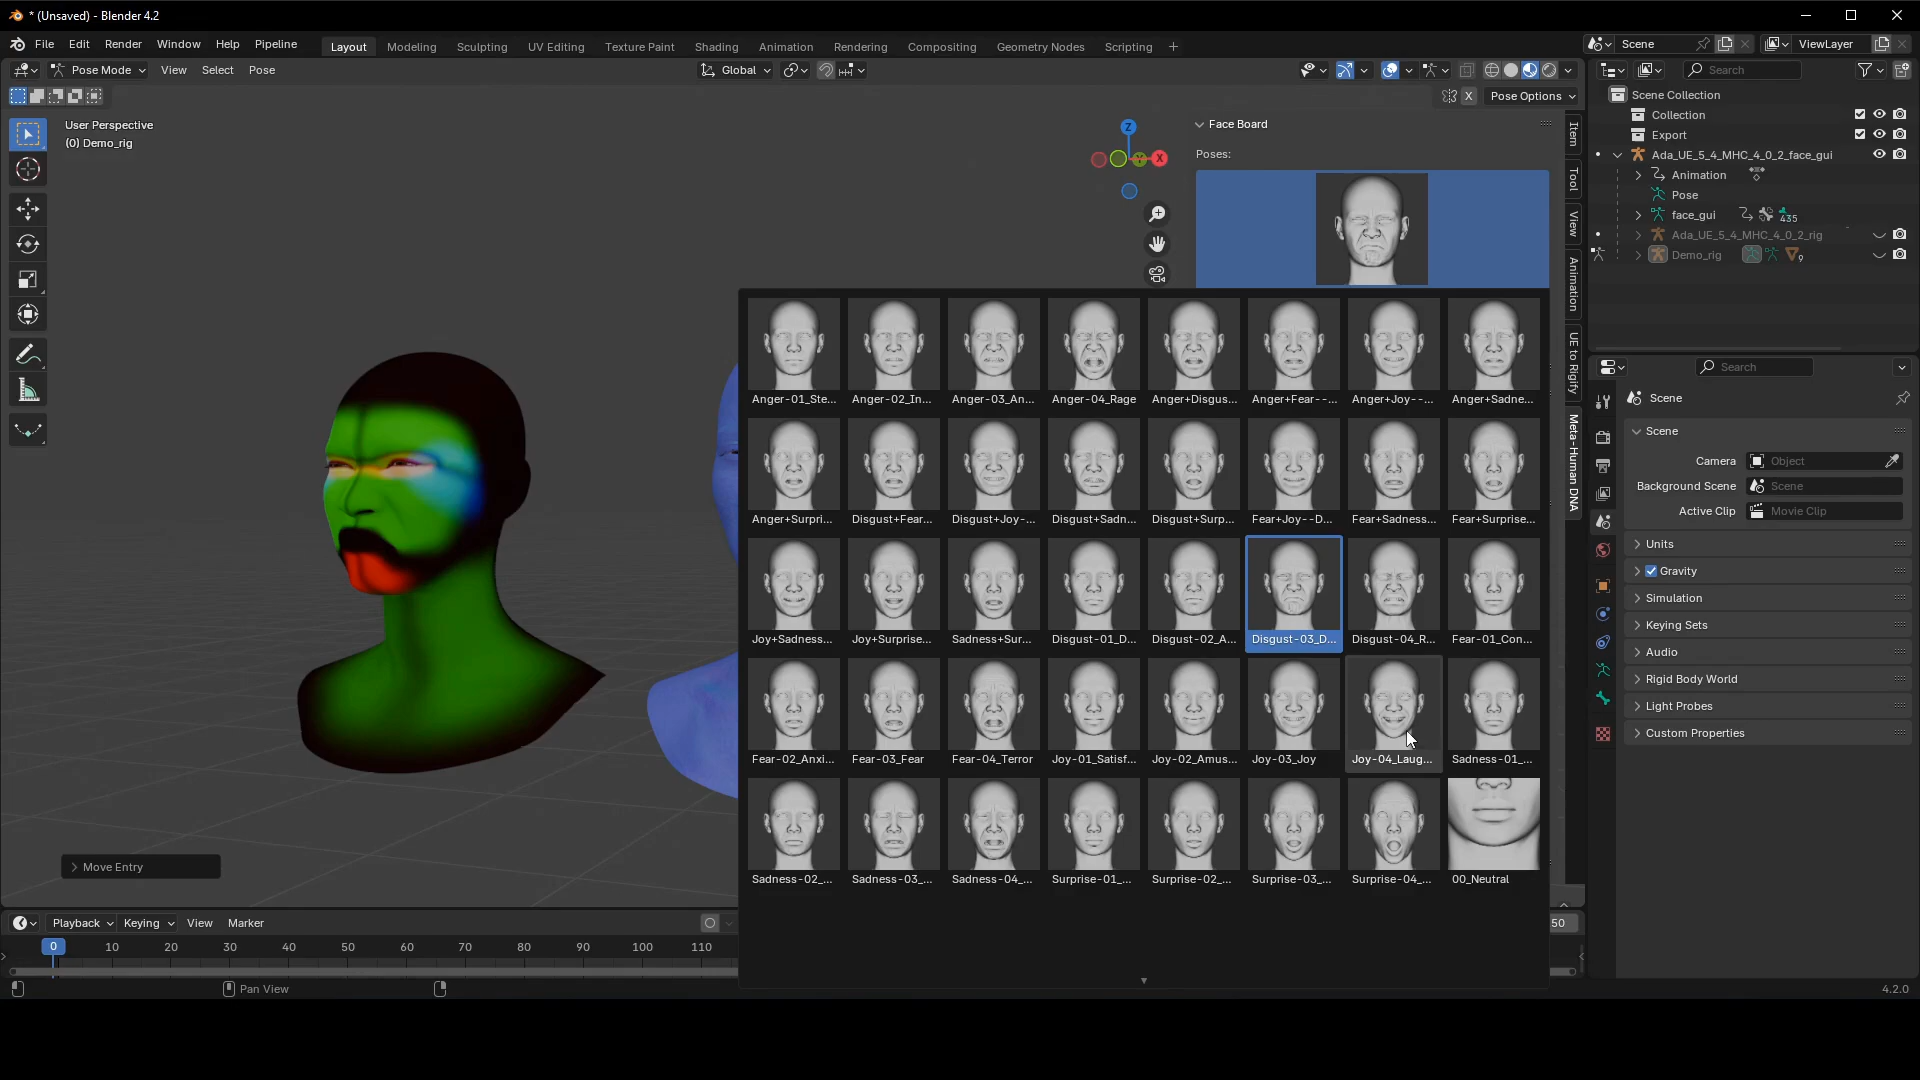 * (Unsaved) - Blender 4.2
File Edit Render Window Help Pipeline
Layout Modeling Sculpting UV Editing Texture Paint Shading Animation Rendering Compositing Geometry Nodes Scripting +
Scene
ViewLayer
Pose Mode View Select Pose
Global
Search
X
Pose Options
User Perspective
(0) Demo_rig
Z
Y
X
Face Board
Poses:
Item
Tool
View
Animation
UE to Rigify
Meta-Human DNA
Scene Collection
Collection
Export
Ada_UE_5_4_MHC_4_0_2_face_gui
Animation
Pose
face_gui
435
Ada_UE_5_4_MHC_4_0_2_rig
Demo_rig
9
Anger-01_Ste... Anger-02_In... Anger-03_An... Anger-04_Rage Anger+Disgus... Anger+Fear--... Anger+Joy--... Anger+Sadne...
Anger+Surpri... Disgust+Fear... Disgust+Joy-... Disgust+Sadn... Disgust+Surp... Fear+Joy--D... Fear+Sadness... Fear+Surprise...
Joy+Sadness... Joy+Surprise... Sadness+Sur... Disgust-01_D... Disgust-02_A... Disgust-03_D... Disgust-04_R... Fear-01_Con...
Fear-02_Anxi... Fear-03_Fear Fear-04_Terror Joy-01_Satisf... Joy-02_Amus... Joy-03_Joy Joy-04_Laug... Sadness-01_...
Sadness-02_... Sadness-03_... Sadness-04_... Surprise-01_... Surprise-02_... Surprise-03_... Surprise-04_... 00_Neutral
Search
Scene
Scene
Camera Object
Background Scene Scene
Active Clip Movie Clip
Units
Gravity
Simulation
Keying Sets
Audio
Rigid Body World
Light Probes
Custom Properties
Move Entry
Playback Keying View Marker
50
0 10 20 30 40 50 60 70 80 90 100 110
Pan View
4.2.0